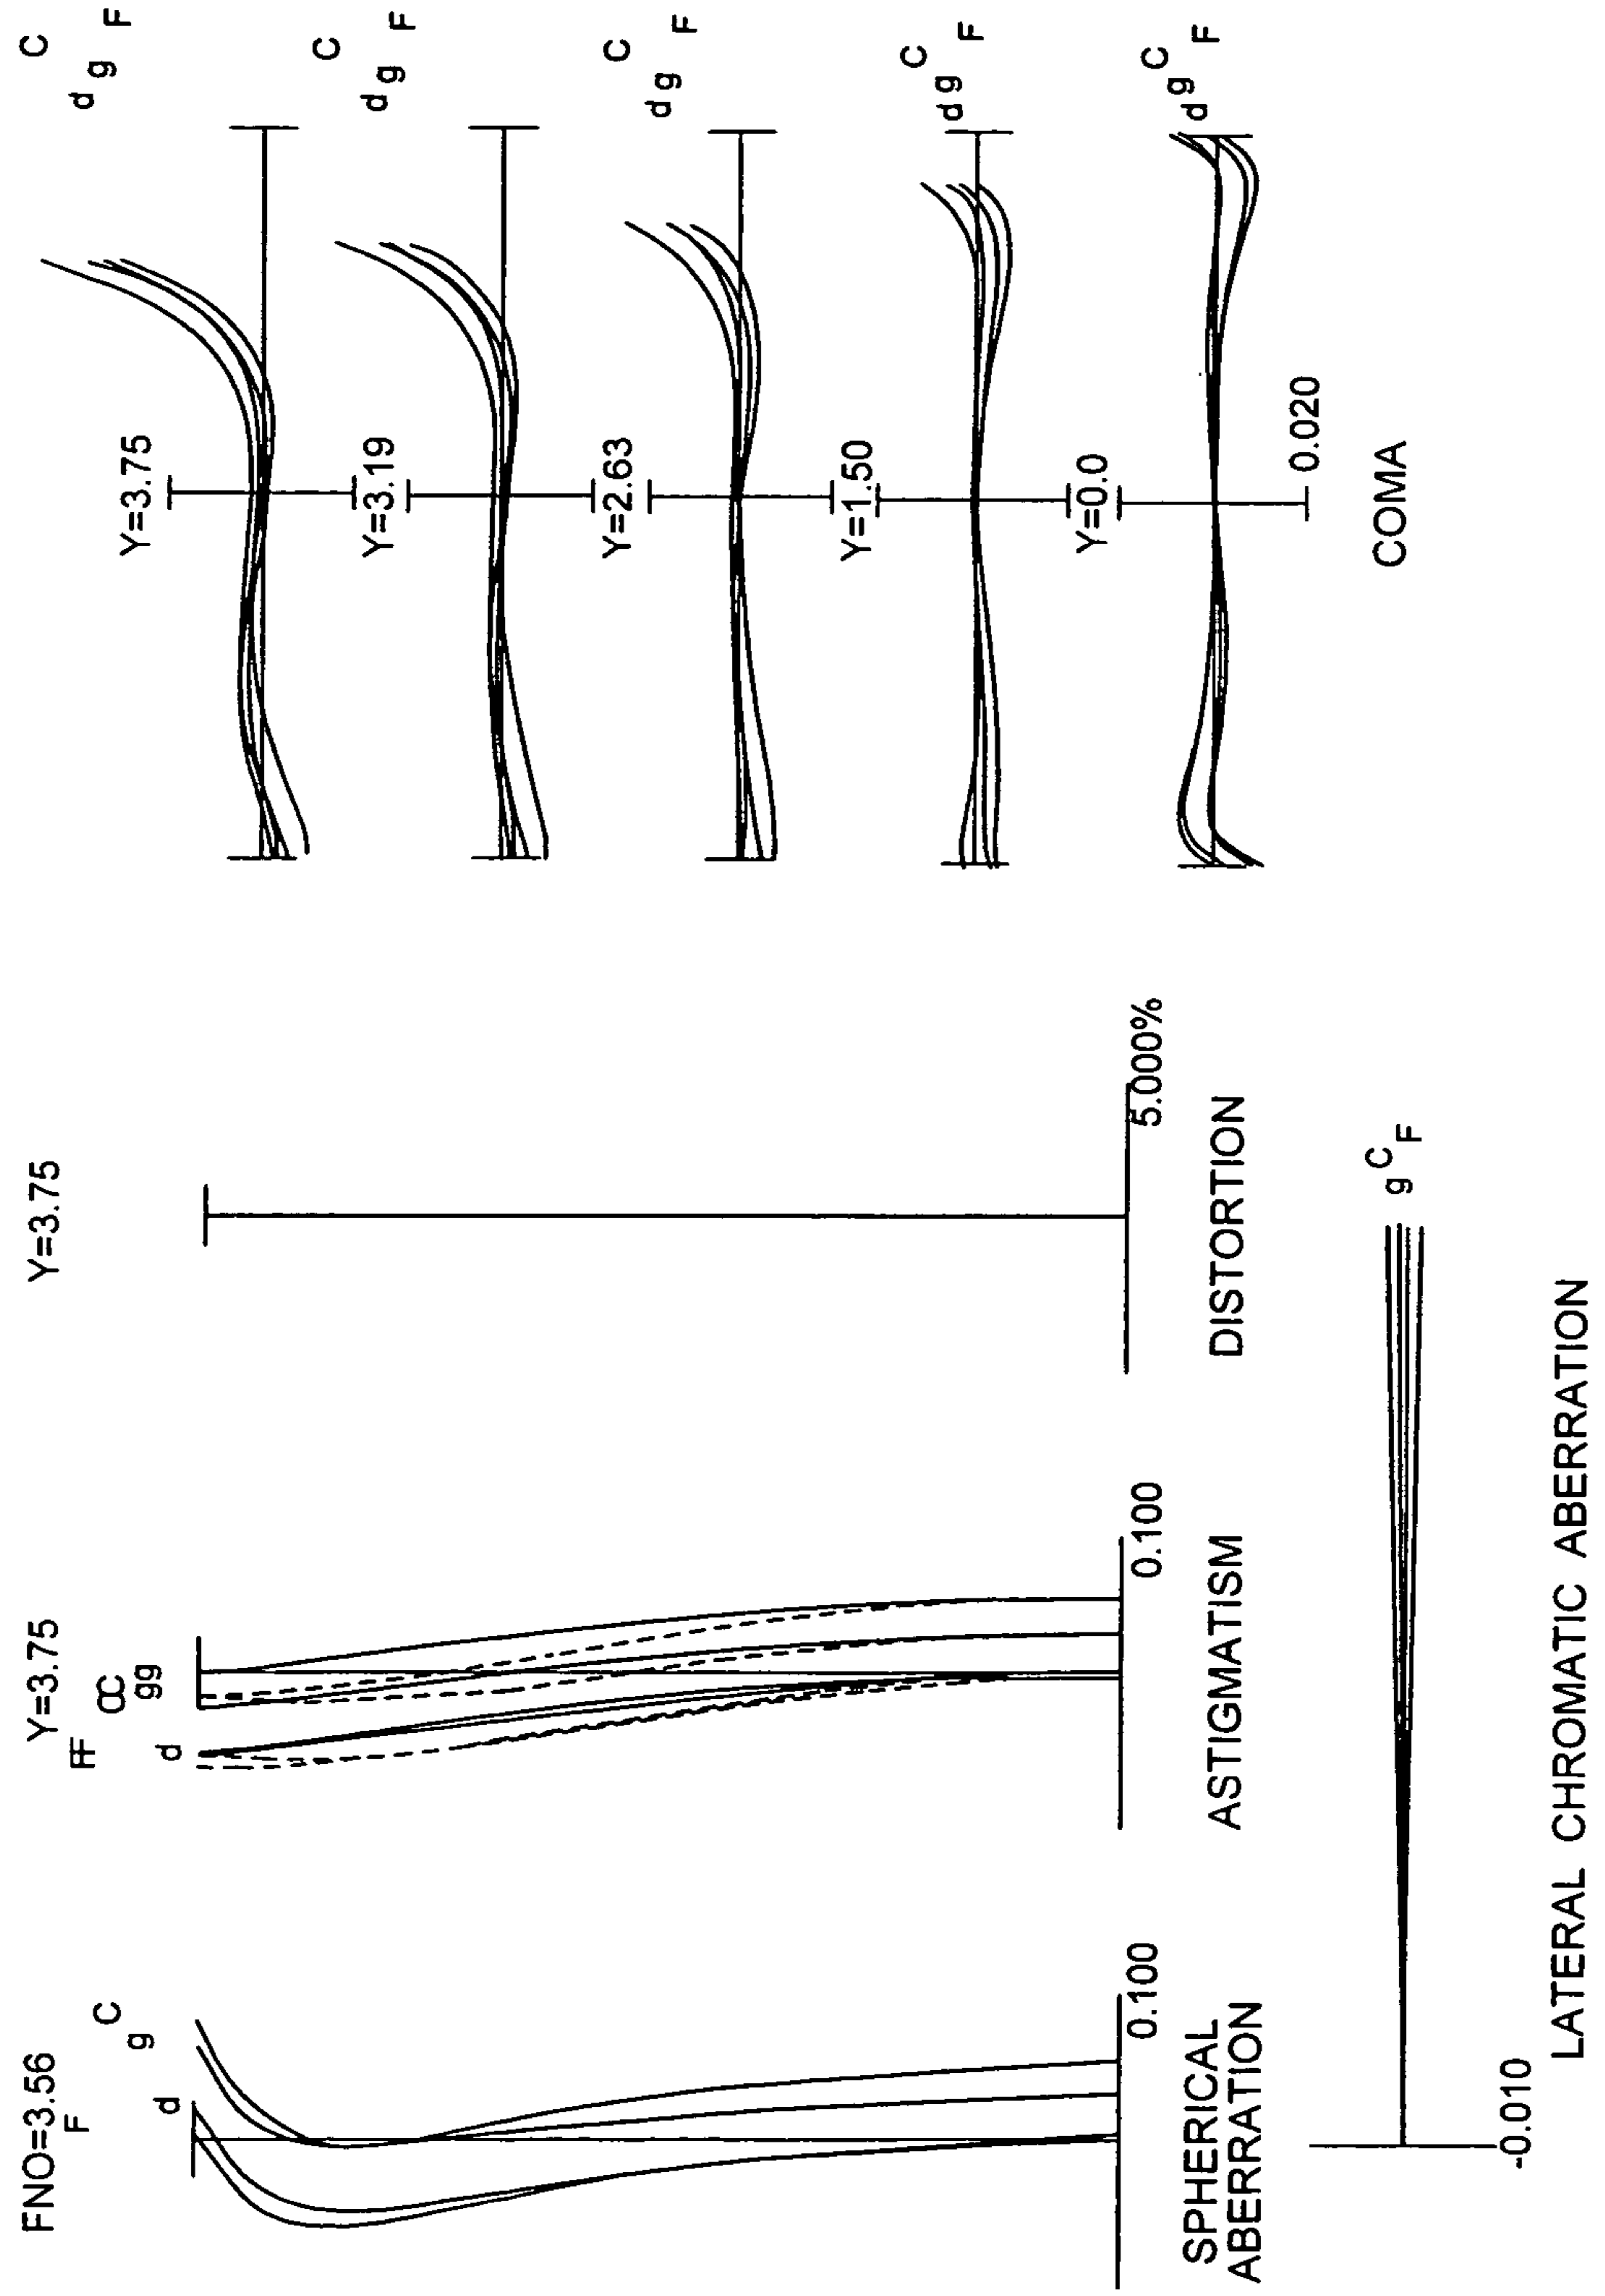 FNO=3.56
F
d
g
C
0.100
SPHERICAL
ABERRATION
Y=3.75
FF
CC
gg
d
0.100
ASTIGMATISM
Y=3.75
5.000%
DISTORTION
Y=3.75
C
d
g
F
Y=3.19
C
d
g
F
Y=2.63
C
d
g
F
Y=1.50
C
d
g
F
Y=0.0
C
d
g
F
0.020
COMA
g
C
F
-0.010
LATERAL CHROMATIC ABERRATION